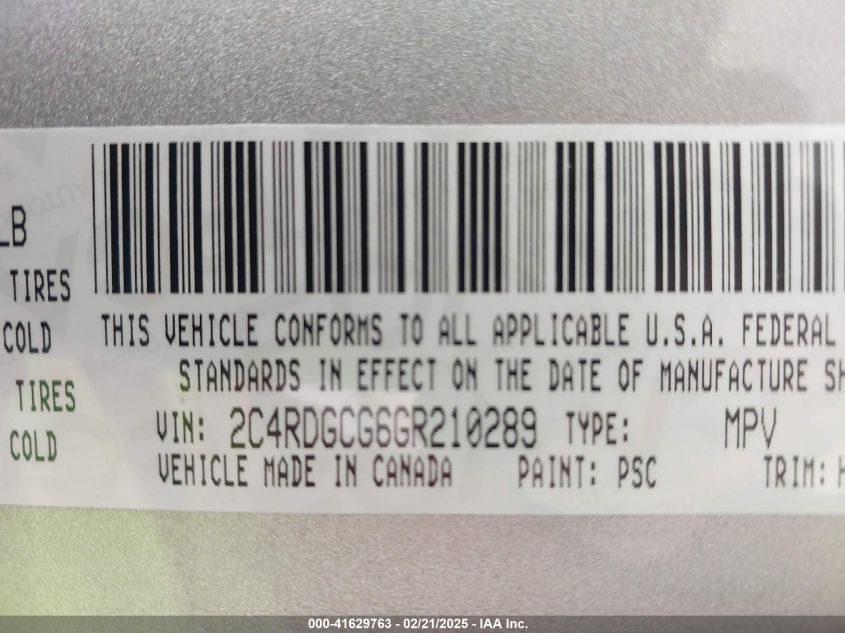 LB
TIRES
COLD
TIRES
COLD
THIS VEHICLE CONFORMS TO ALL APPLICABLE U.S.A. FEDERAL
STANDARDS IN EFFECT ON THE DATE OF MANUFACTURE SH
VIN: 2C4RDGCG6GR210289 TYPE: MPV
VEHICLE MADE IN CANADA PAINT: PSC TRIM: H
000-41629763 - 02/21/2025 - IAA Inc.